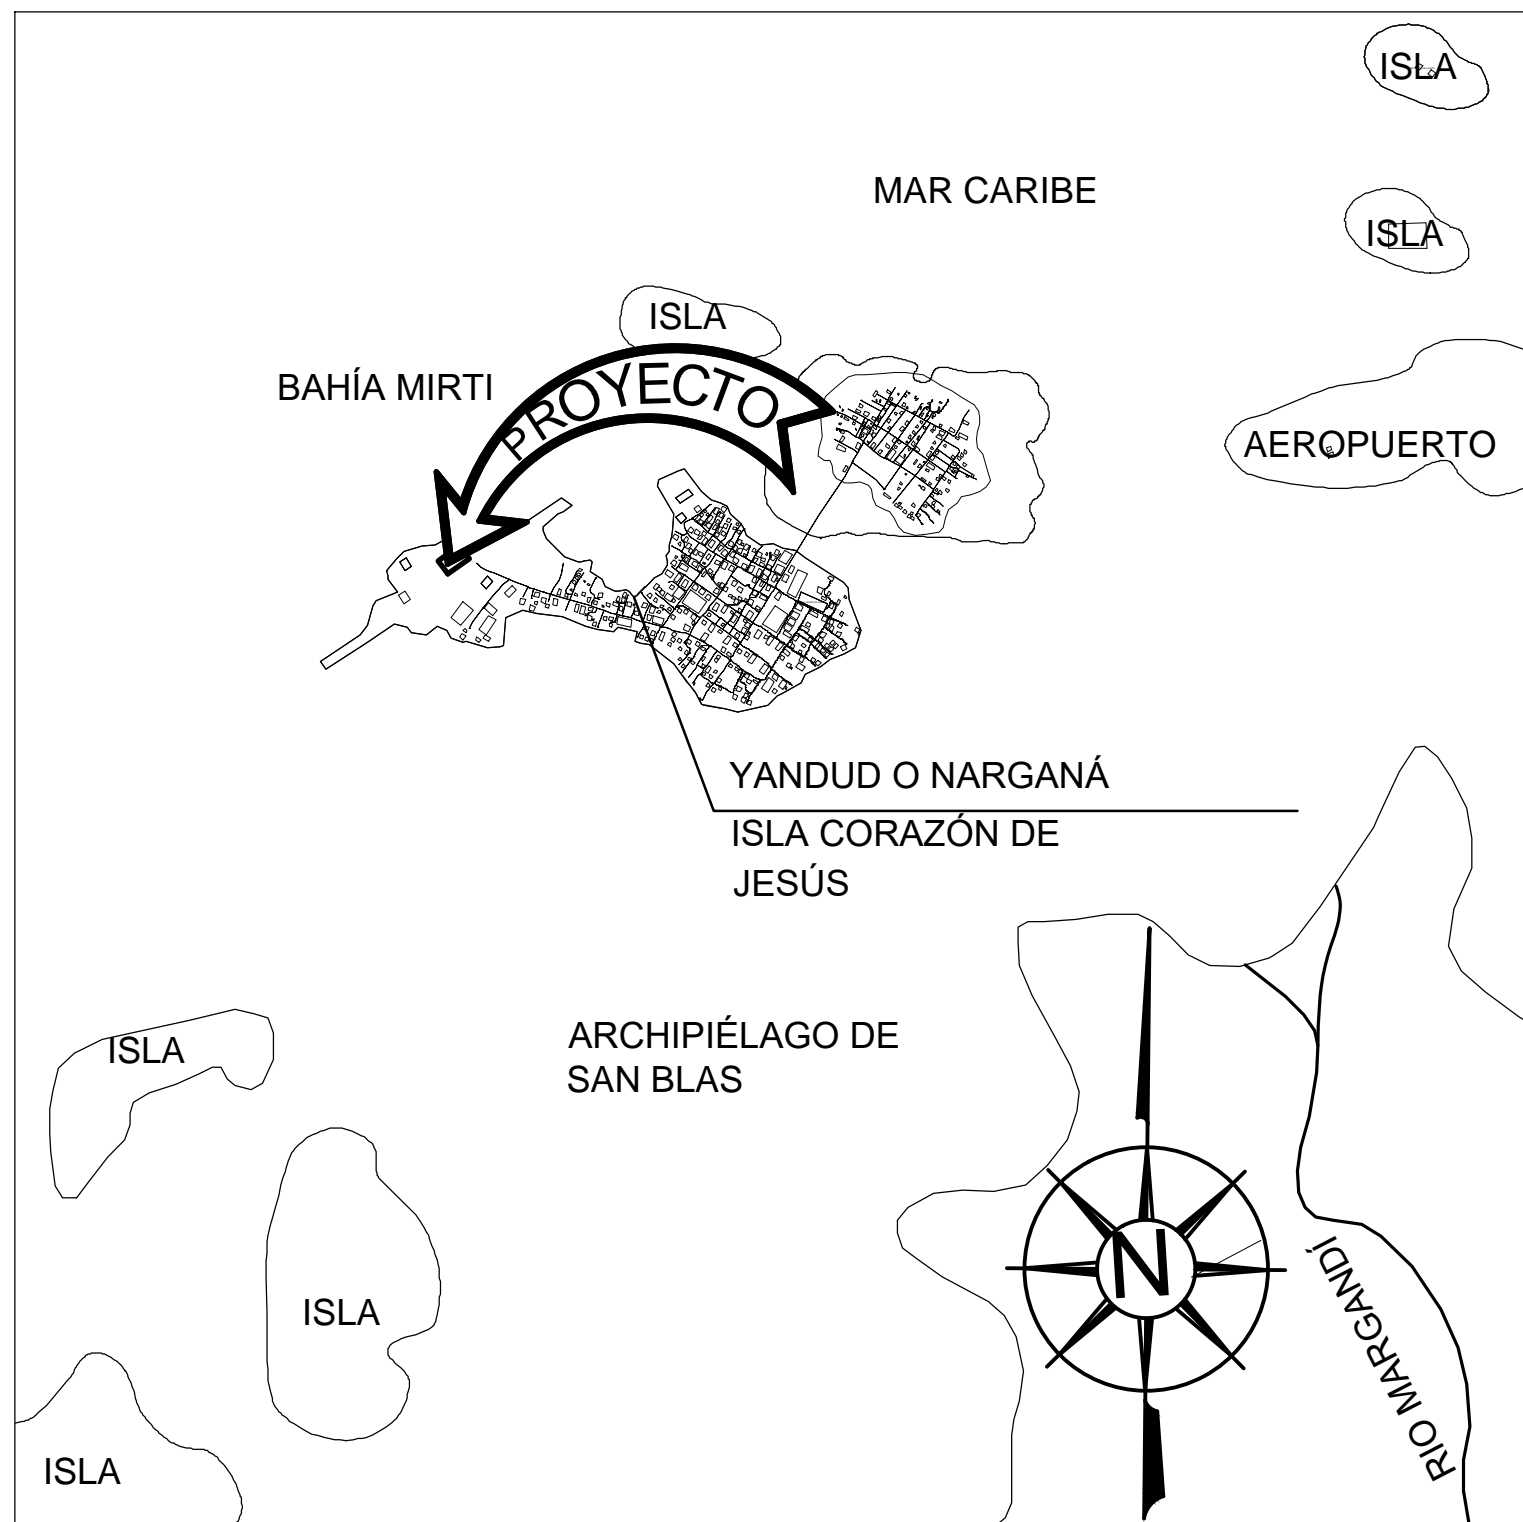 ISLA
MAR CARIBE
ISLA
ISLA
BAHÍA MIRTI
PROYECTO
AEROPUERTO
YANDUD O NARGANÁ
ISLA CORAZÓN DE
JESÚS
ARCHIPIÉLAGO DE
SAN BLAS
ISLA
N
RIO MARGANDÍ
ISLA
ISLA